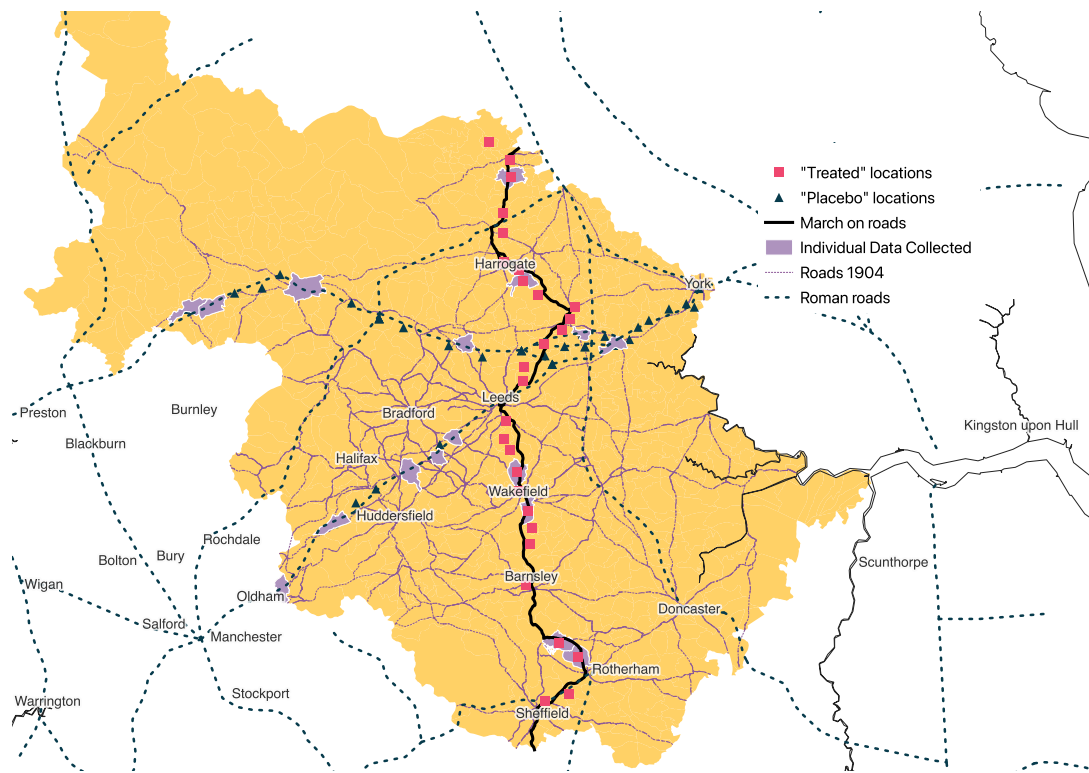 "Treated" locations
"Placebo" locations
March on roads
Individual Data Collected
Roads 1904
Roman roads
Harrogate
York
Leeds
Preston
Burnley
Bradford
Kingston upon Hull
Blackburn
Halifax
Wakefield
Huddersfield
Rochdale
Bury
Bolton
Scunthorpe
Barnsley
Wigan
Oldham
Doncaster
Salford
Manchester
Rotherham
Stockport
Warrington
Sheffield